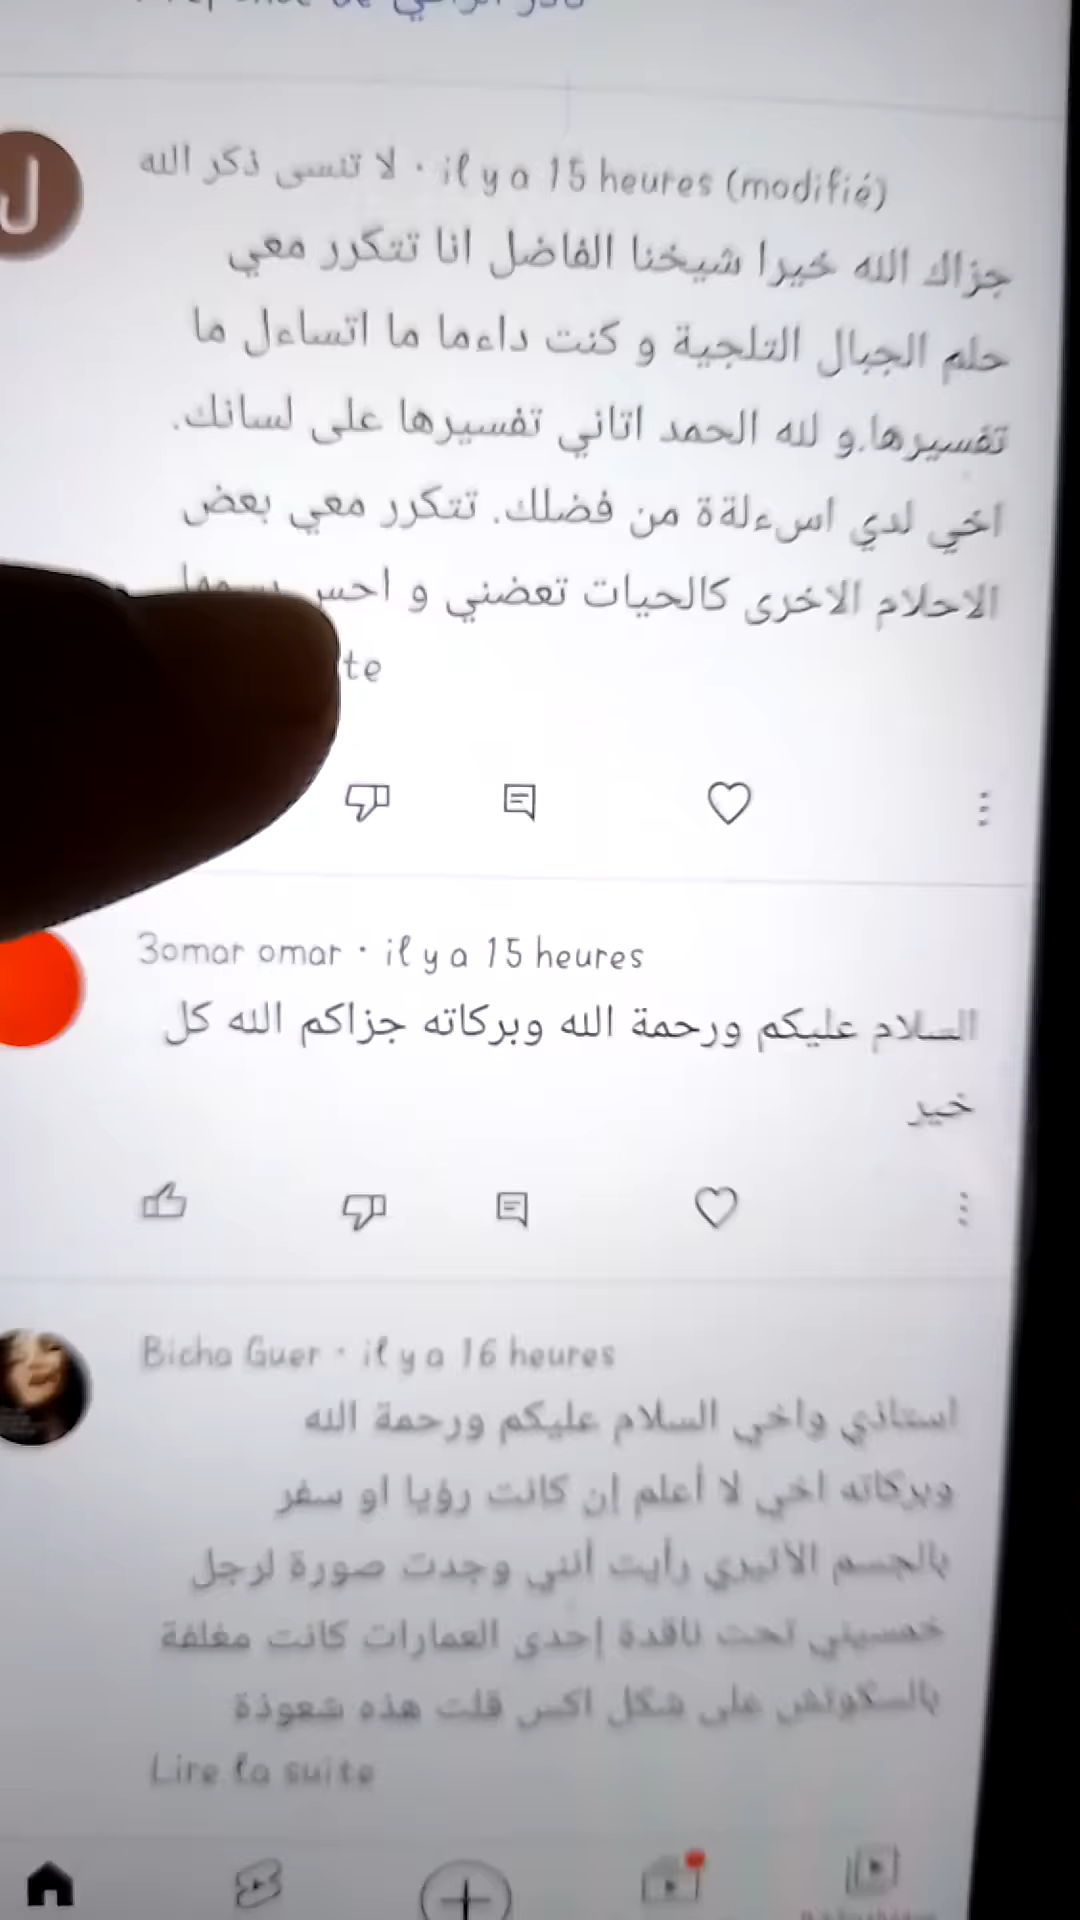 لا تنسى ذكر الله · il y a 15 heures (modifié)
جزاك الله خيرا شيخنا الفاضل انا تتكرر معي
حلم الجبال التلجية و كنت داءما ما اتساءل ما
تفسيرها.و لله الحمد اتاني تفسيرها على لسانك.
اخي لدي اسءلةة من فضلك. تتكرر معي بعض
الاحلام الاخرى كالحيات تعضني و احس
te
3omar omar · il y a 15 heures
السلام عليكم ورحمة الله وبركاته جزاكم الله كل
خير
Bicha Guer · il y a 16 heures
استاذي واخي السلام عليكم ورحمة الله
وبركاته اخي لا أعلم إن كانت رؤيا او سفر
بالجسم الأثيري رأيت أنني وجدت صورة لرجل
خمسيني تحت نافدة إحدى العمارات كانت مغلفة
بالسكوتش على شكل اكس قلت هذه شعوذة
Lire la suite